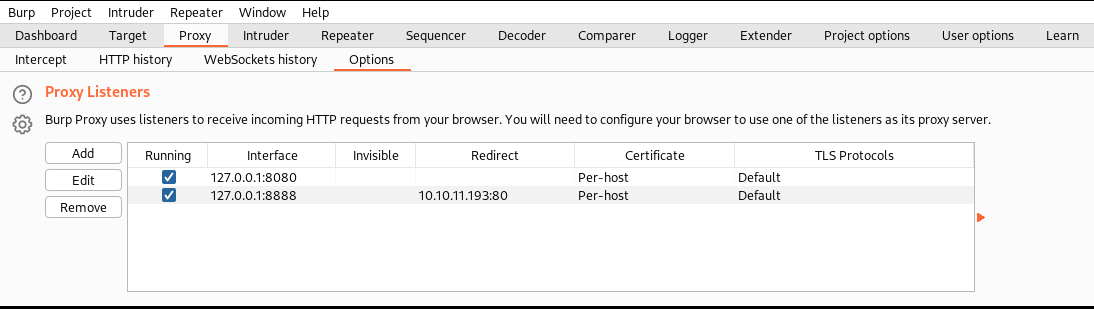 Burp Project Intruder Repeater Window Help
Dashboard Target Proxy Intruder Repeater Sequencer Decoder Comparer Logger Extender Project options User options Learn
Intercept HTTP history WebSockets history Options
? Proxy Listeners
Burp Proxy uses listeners to receive incoming HTTP requests from your browser. You will need to configure your browser to use one of the listeners as its proxy server.
Add Running Interface Invisible Redirect Certificate TLS Protocols
Edit 127.0.0.1:8080 Per-host Default
Remove 127.0.0.1:8888 10.10.11.193:80 Per-host Default